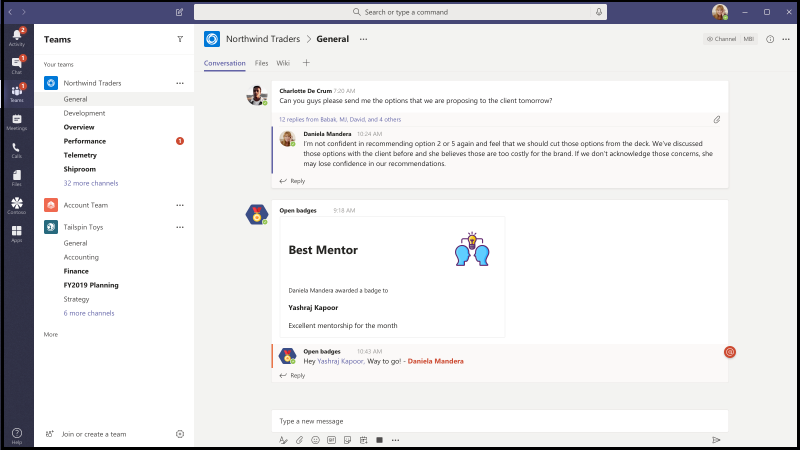 Search or type a command
2
Activity
1
Chat
1
Teams
Meetings
Calls
Files
Contoso
Apps
Help
Teams
Your teams
Northwind Traders
General
Development
Overview
Performance
1
Telemetry
Shiproom
32 more channels
Account Team
Tailspin Toys
General
Accounting
Finance
FY2019 Planning
Strategy
6 more channels
More
Join or create a team
Northwind Traders > General
Channel MBI
Conversation Files Wiki
Charlotte De Crum 7:20 AM
Can you guys please send me the options that we are proposing to the client tomorrow?
12 replies from Babak, MJ, David, and 4 others
Daniela Mandera 10:24 AM
I'm not confident in recommending option 2 or 5 again and feel that we should cut those options from the deck. We've discussed
those options with the client before and she believes those are too costly for the brand. If we don't acknowledge those concerns, she
may lose confidence in our recommendations.
Reply
Open badges 9:18 AM
Best Mentor
Daniela Mandera awarded a badge to
Yashraj Kapoor
Excellent mentorship for the month
Open badges 10:43 AM
Hey Yashraj Kapoor. Way to go! - Daniela Mandera
Reply
Type a new message